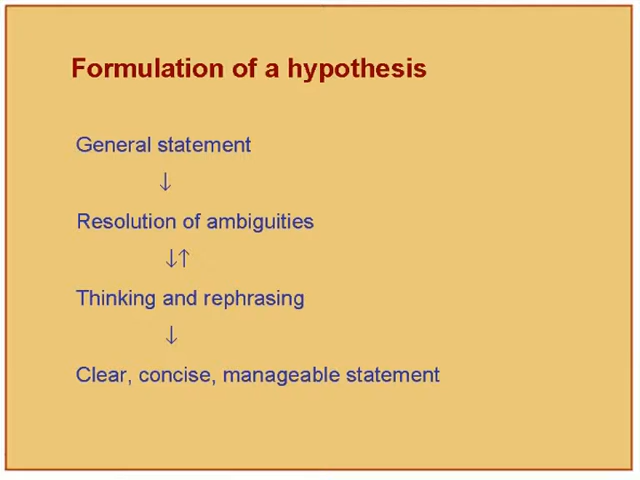 Formulation of a hypothesis
General statement
↓
Resolution of ambiguities
↓↑
Thinking and rephrasing
↓
Clear, concise, manageable statement